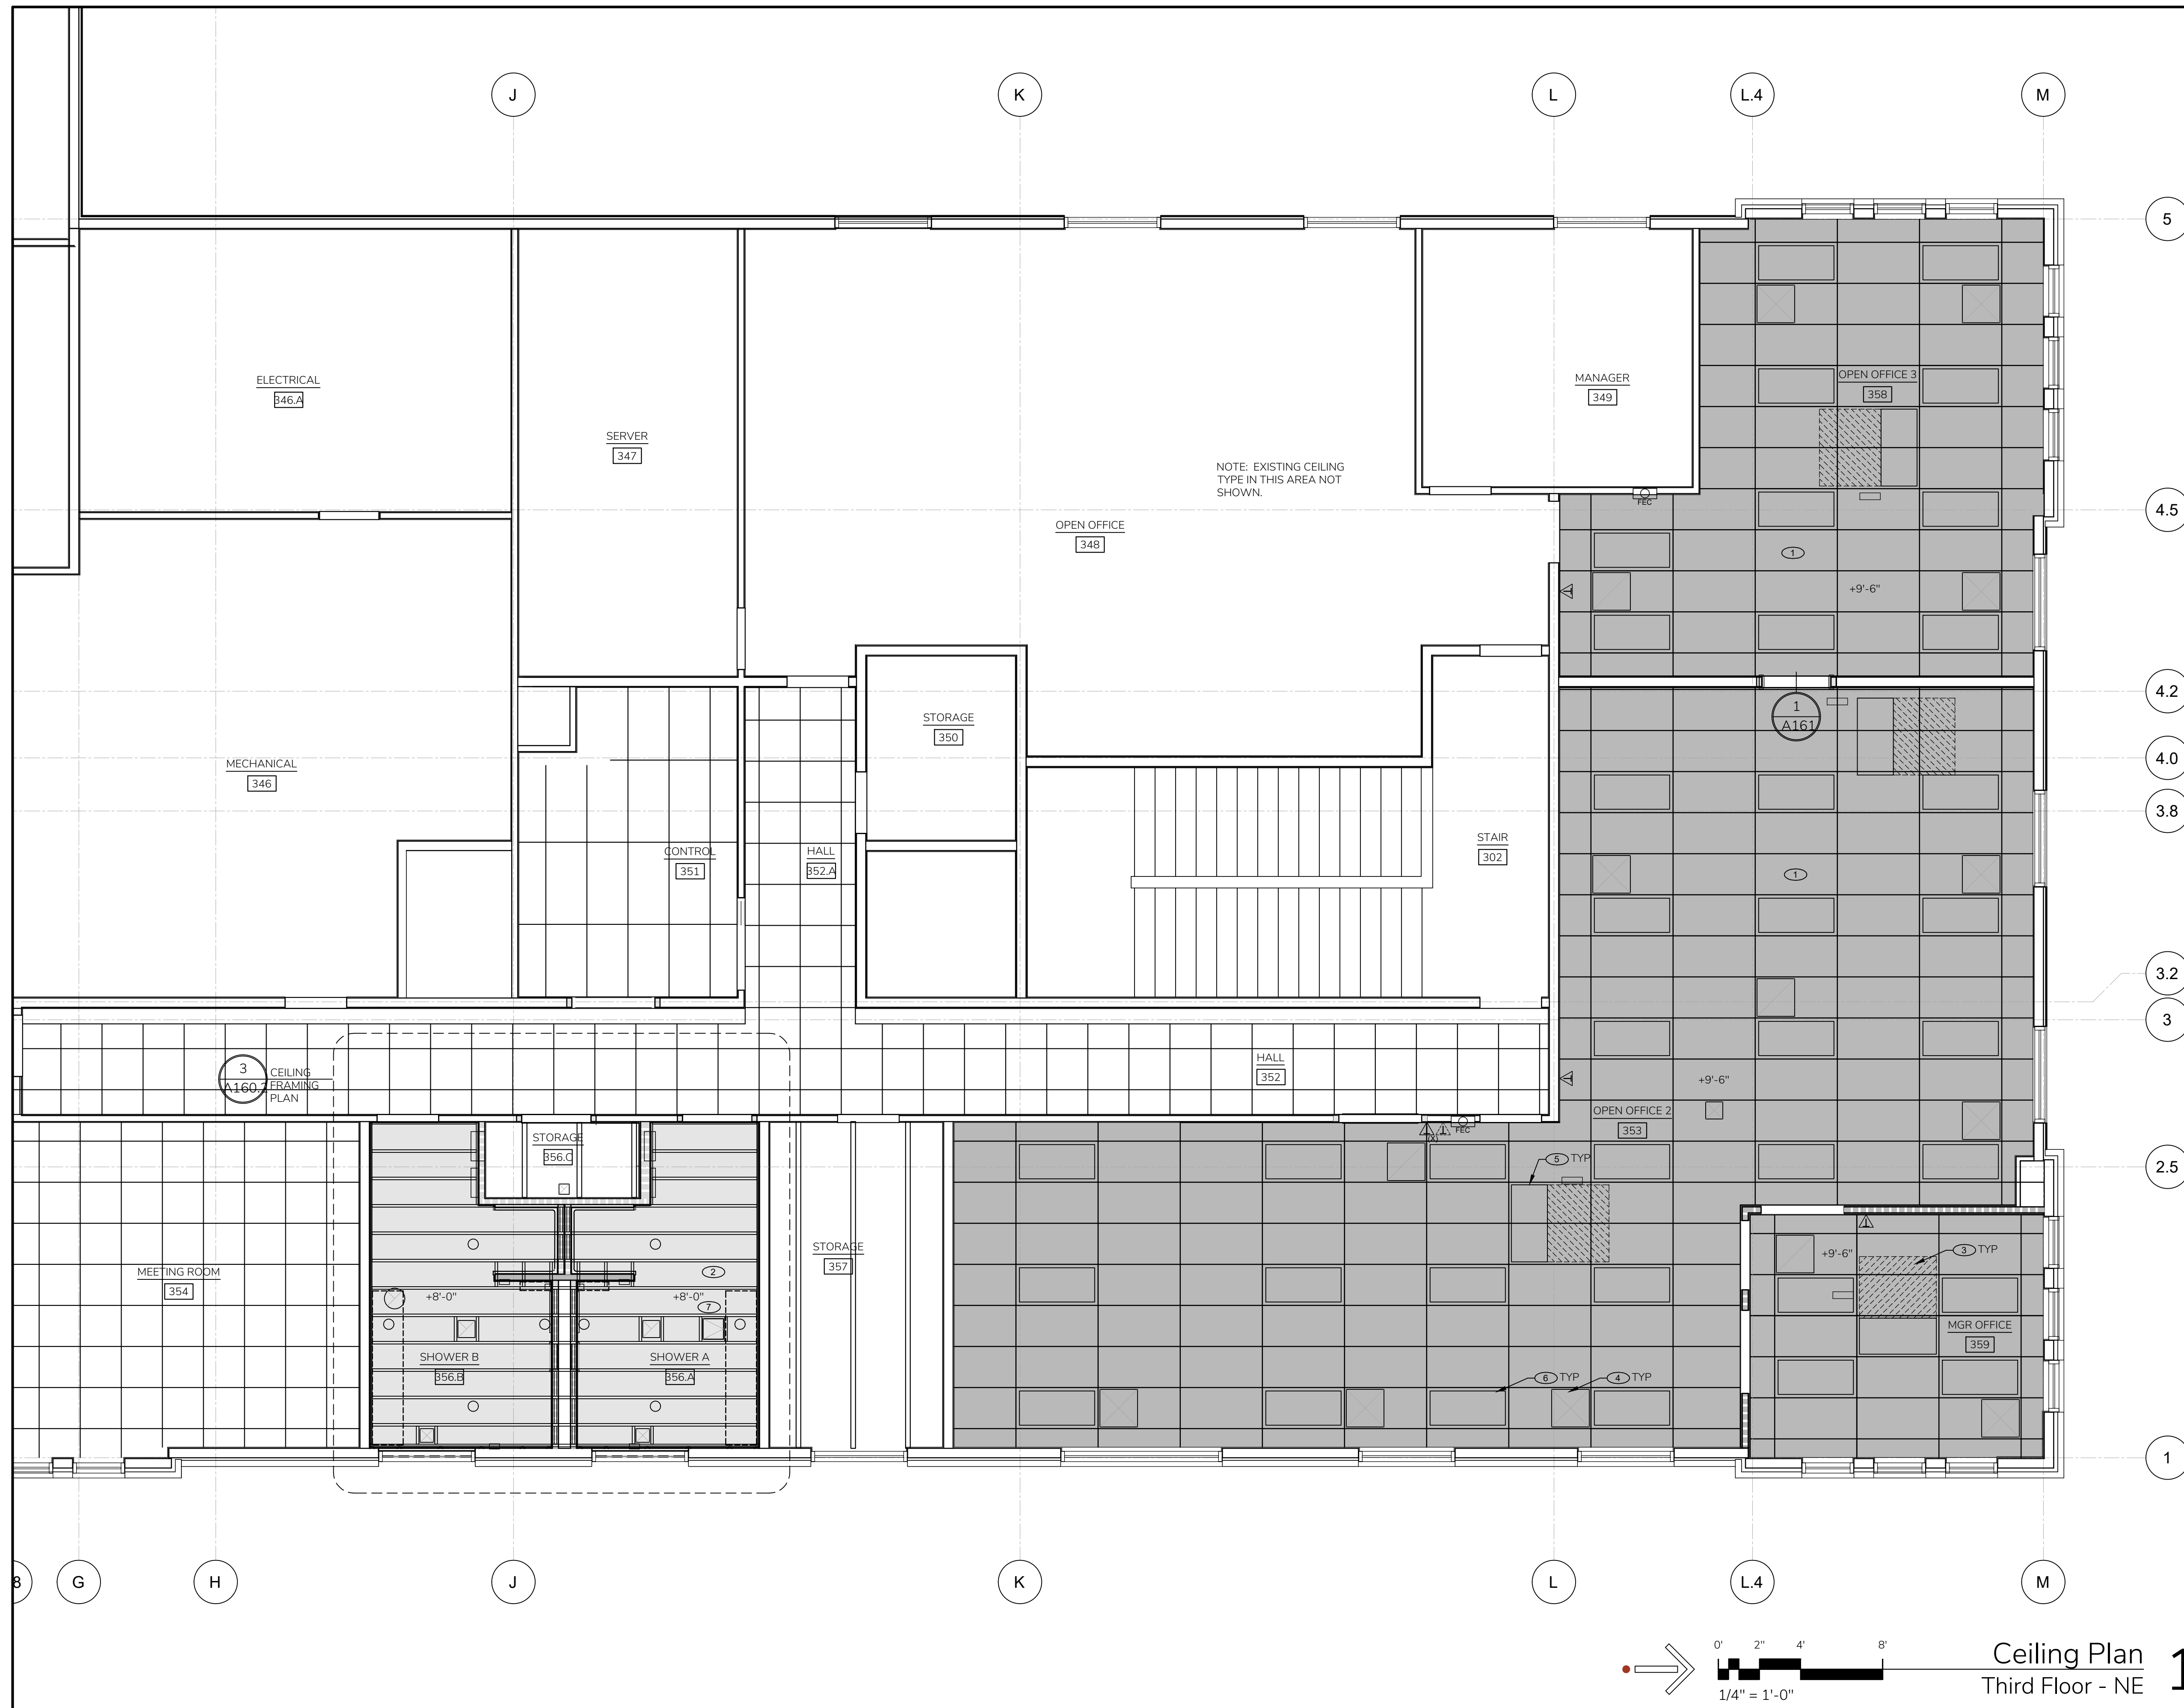 J
K
L
L.4
M
5
ELECTRICAL
346.A
SERVER
347
MANAGER
349
OPEN OFFICE 3
358
NOTE: EXISTING CEILING
TYPE IN THIS AREA NOT
SHOWN.
FEC
4.5
OPEN OFFICE
348
1
+9'-6"
4.2
STORAGE
350
1
A161
MECHANICAL
346
4.0
3.8
CONTROL
351
HALL
352.A
STAIR
302
1
3.2
3
3
A160.2
CEILING
FRAMING
PLAN
HALL
352
+9'-6"
OPEN OFFICE 2
353
(X)
FEC
STORAGE
356.C
5 TYP
2.5
MEETING ROOM
354
STORAGE
357
2
+8'-0"
+8'-0"
7
+9'-6"
3 TYP
MGR OFFICE
359
SHOWER B
356.B
SHOWER A
356.A
6 TYP
4 TYP
1
8
G
H
J
K
L
L.4
M
0'
2"
4'
8'
1/4" = 1'-0"
Ceiling Plan
Third Floor - NE
1